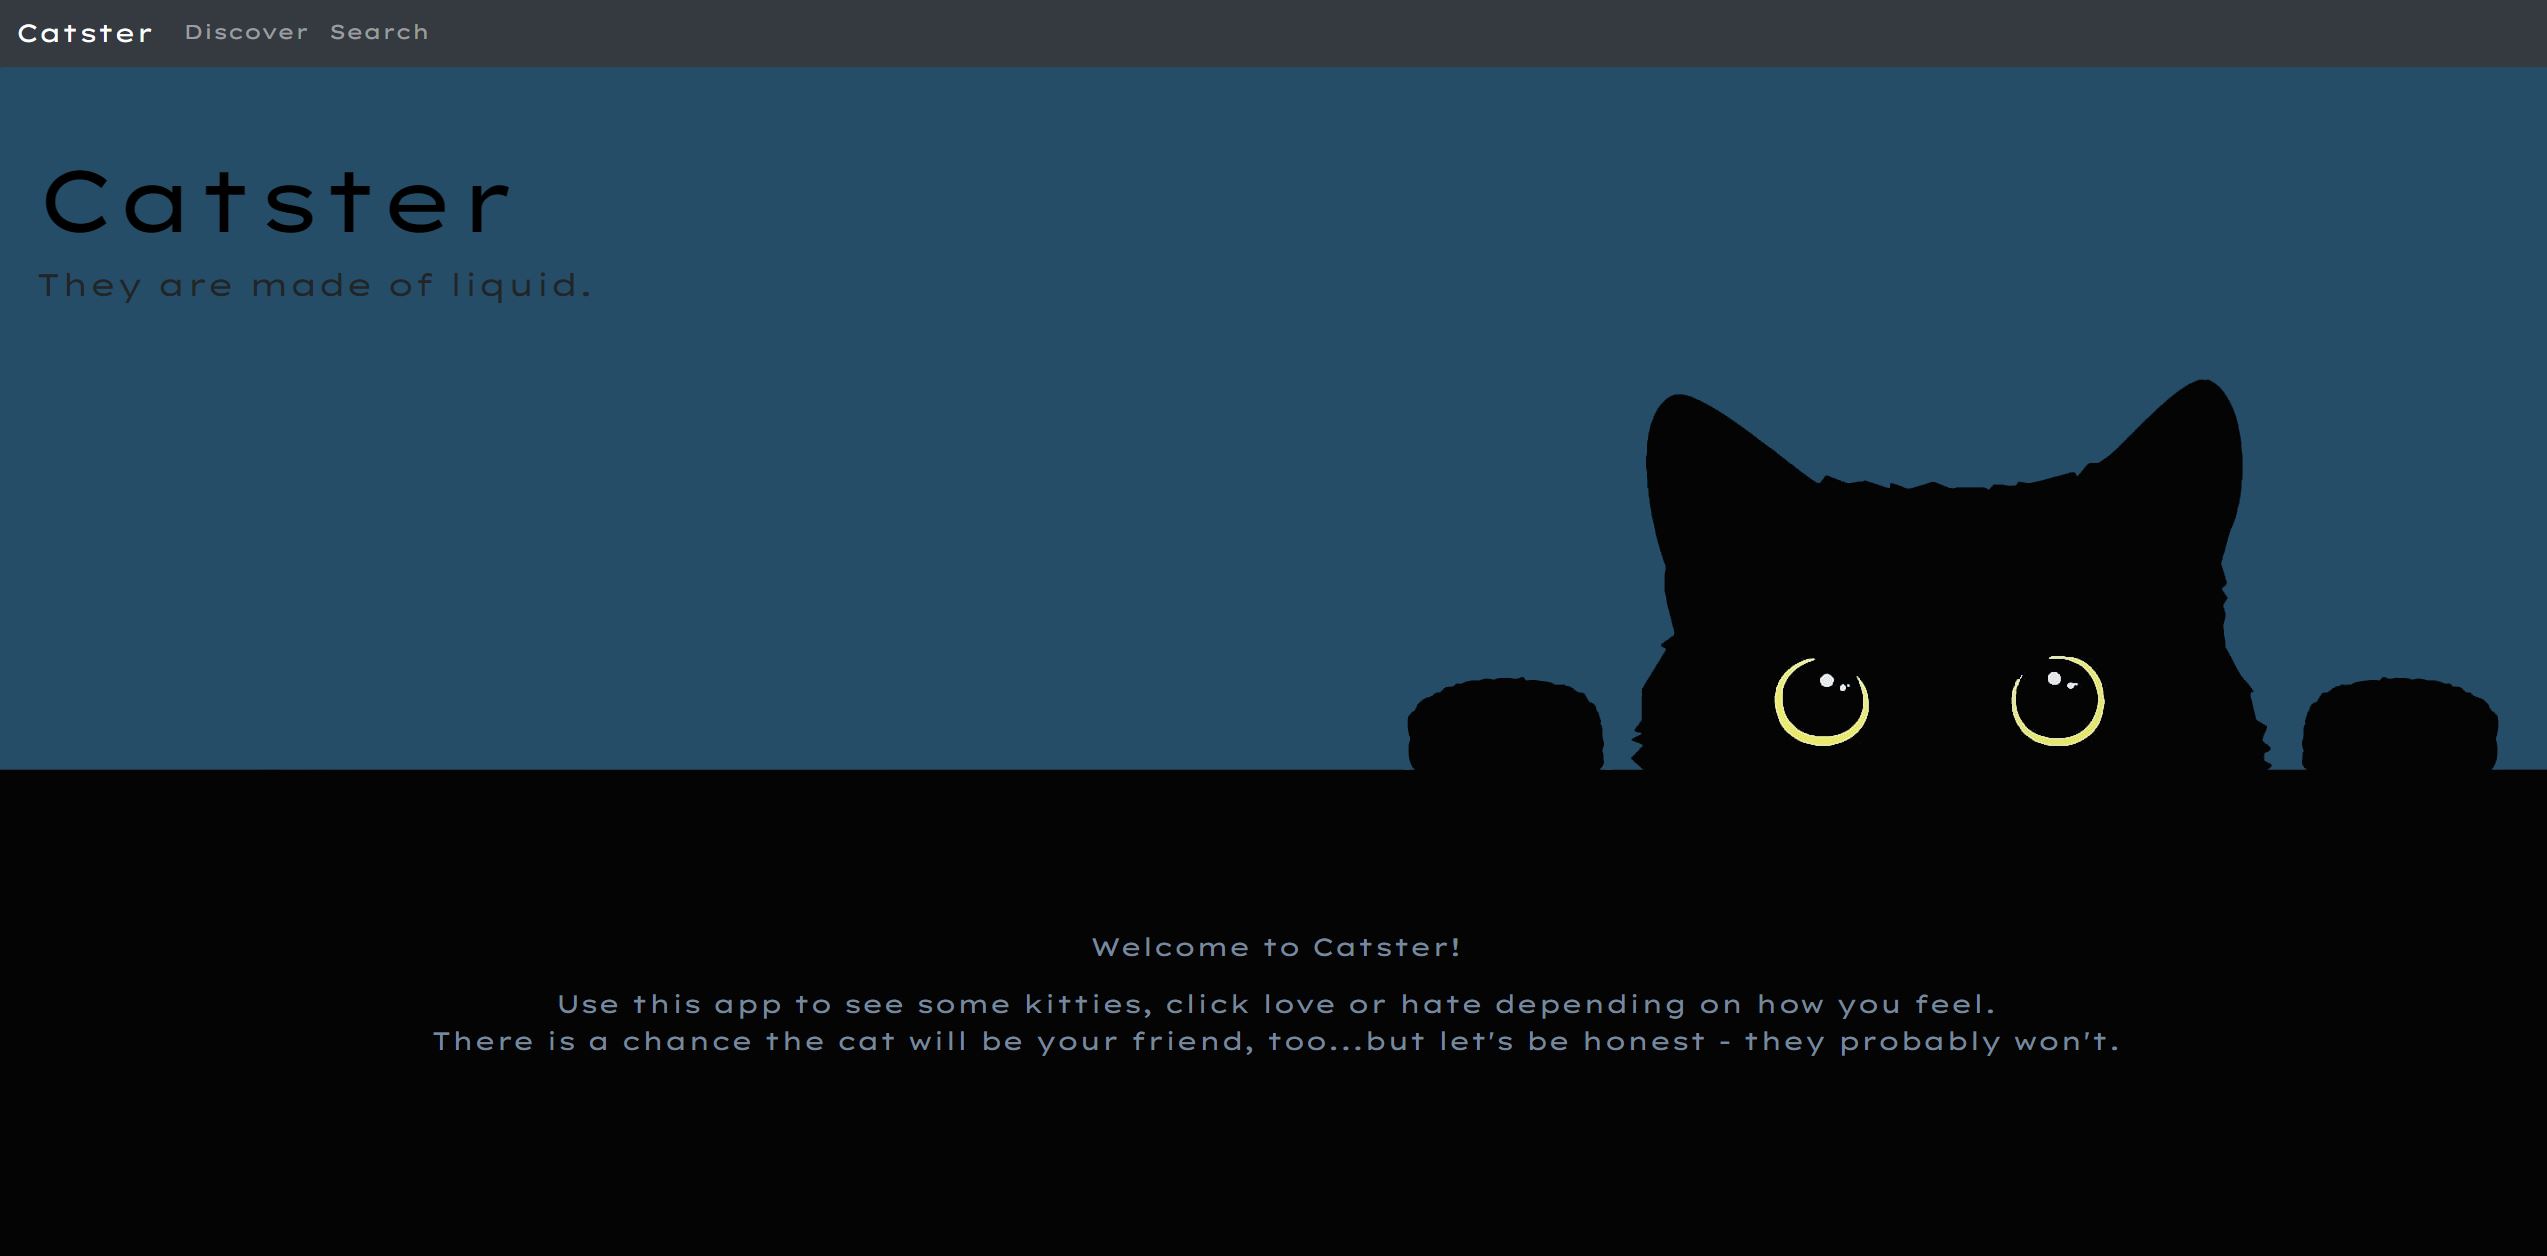 Catster Discover Search
Catster
They are made of liquid.
Welcome to Catster!
Use this app to see some kitties, click love or hate depending on how you feel.
There is a chance the cat will be your friend, too...but let's be honest - they probably won't.